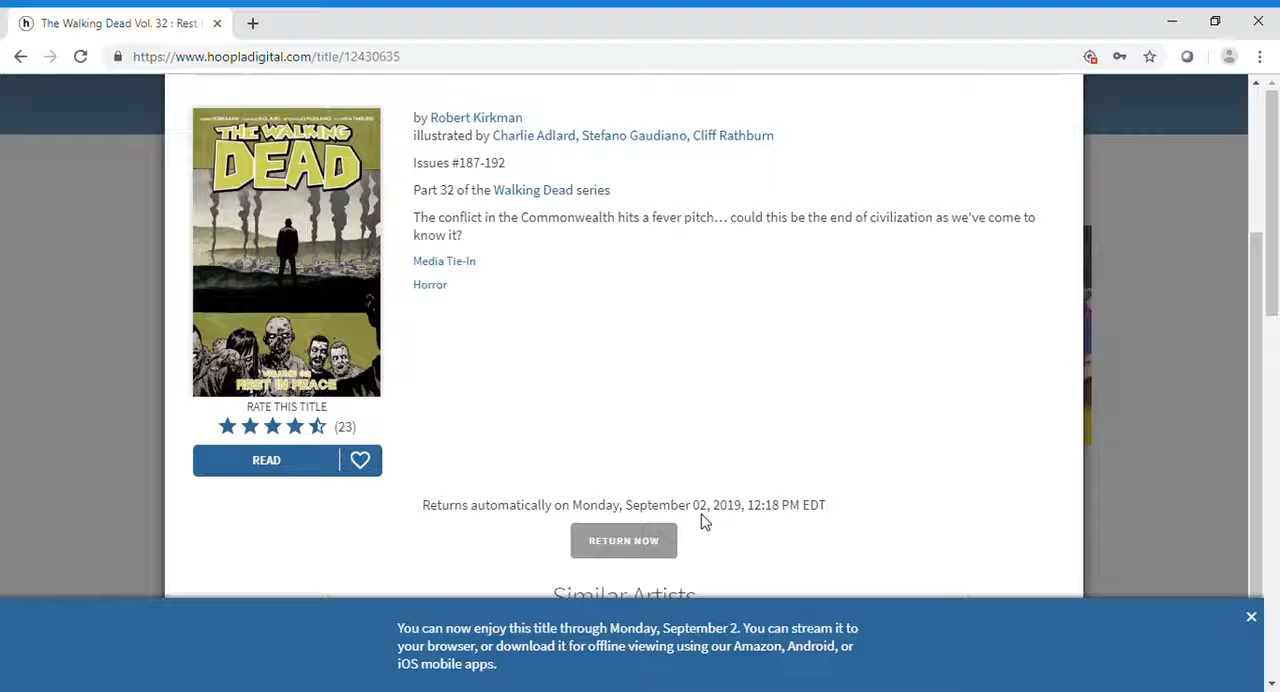 The Walking Dead Vol. 32 : Rest
https://www.hoopladigital.com/title/12430635
THE WALKING
DEAD
REST IN PEACE
RATE THIS TITLE
(23)
READ
by Robert Kirkman
illustrated by Charlie Adlard, Stefano Gaudiano, Cliff Rathburn
Issues #187-192
Part 32 of the Walking Dead series
The conflict in the Commonwealth hits a fever pitch… could this be the end of civilization as we've come to
know it?
Media Tie-In
Horror
Returns automatically on Monday, September 02, 2019, 12:18 PM EDT
RETURN NOW
Similar Artists
You can now enjoy this title through Monday, September 2. You can stream it to
your browser, or download it for offline viewing using our Amazon, Android, or
iOS mobile apps.